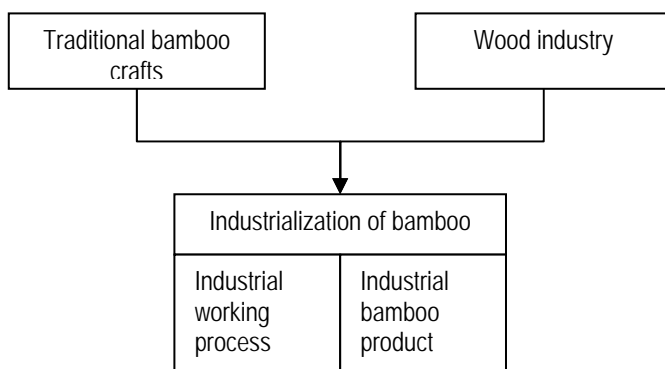 Traditional bamboo
crafts
Wood industry
Industrialization of bamboo
Industrial
working
process
Industrial
bamboo
product